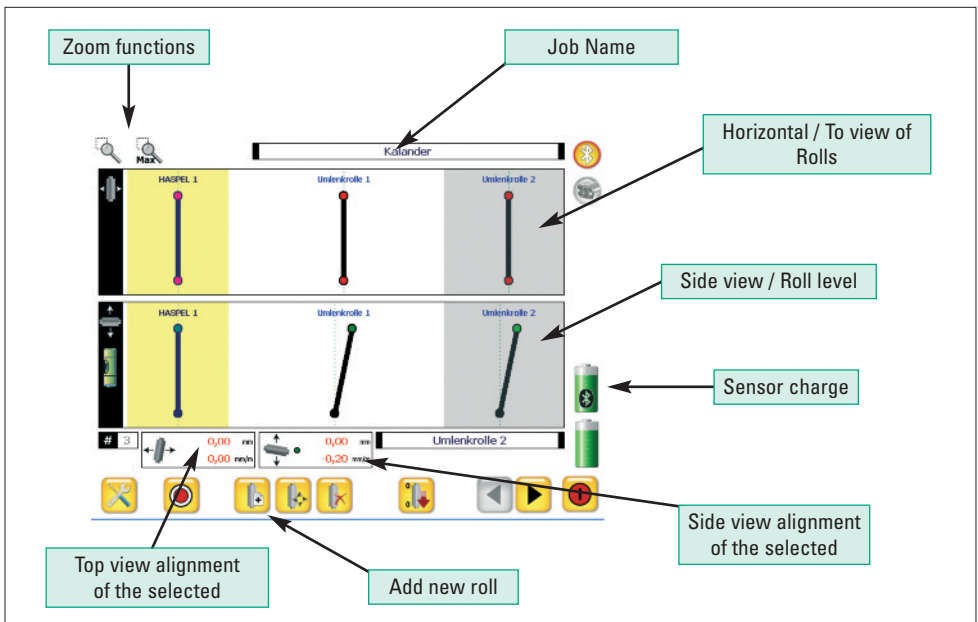 Zoom functions
Job Name
Horizontal / To view of
Rolls
Max
Kalander
HASPEL 1
Umlenkrolle 1
Umlenkrolle 2
Side view / Roll level
HASPEL 1
Umlenkrolle 1
Umlenkrolle 2
Sensor charge
# 3
0,00 mm
0,00 mm/m
0,00 mm
-0,20 mm/m
Umlenkrolle 2
Side view alignment
of the selected
Top view alignment
of the selected
Add new roll